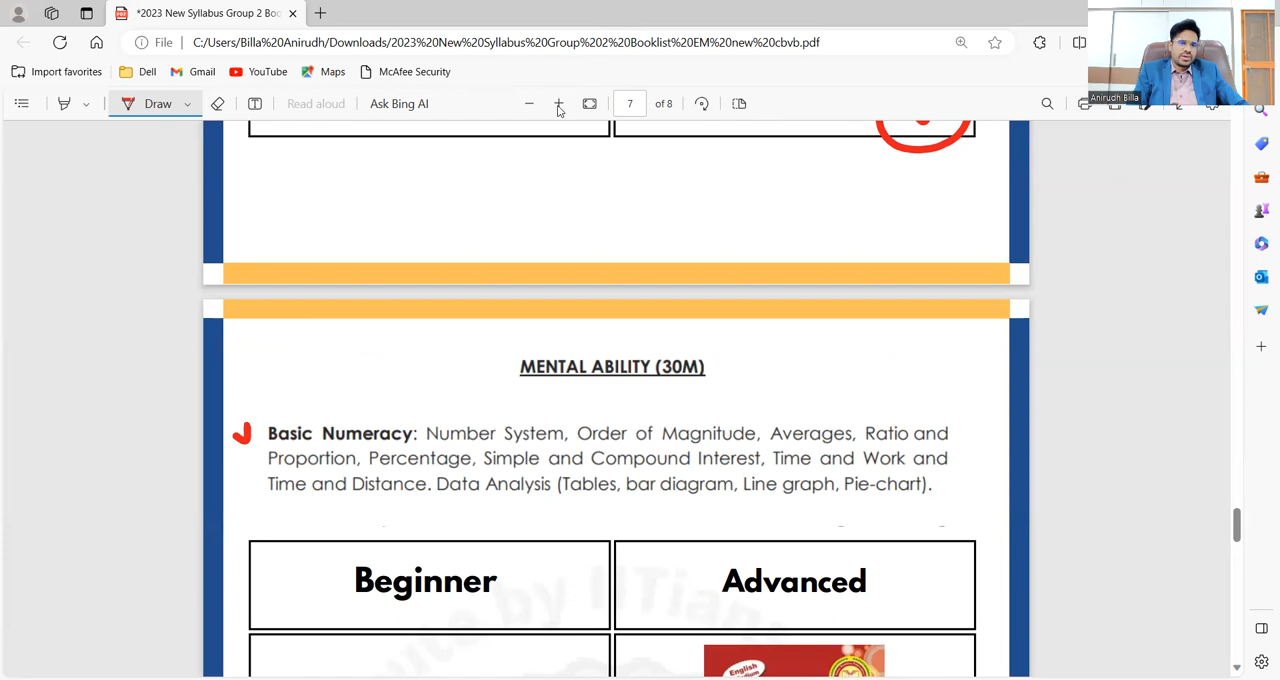 *2023 New Syllabus Group 2 Boo
File
C:/Users/Billa%20Anirudh/Downloads/2023%20New%20Syllabus%20Group%202%20Booklist%20EM%20new%20cbvb.pdf
Import favorites
Dell
Gmail
YouTube
Maps
McAfee Security
Draw
Read aloud
Ask Bing AI
7
of 8
Anirudh Billa
MENTAL ABILITY (30M)
Basic Numeracy: Number System, Order of Magnitude, Averages, Ratio and
Proportion, Percentage, Simple and Compound Interest, Time and Work and
Time and Distance. Data Analysis (Tables, bar diagram, Line graph, Pie-chart).
Beginner
Advanced
English